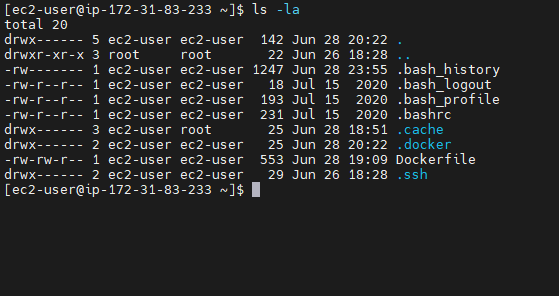 [ec2-user@ip-172-31-83-233 ~]$ ls -la
total 20
drwx------ 5 ec2-user ec2-user  142 Jun 28 20:22 .
drwxr-xr-x 3 root     root       22 Jun 26 18:28 ..
-rw------- 1 ec2-user ec2-user 1247 Jun 28 23:55 .bash_history
-rw-r--r-- 1 ec2-user ec2-user   18 Jul 15  2020 .bash_logout
-rw-r--r-- 1 ec2-user ec2-user  193 Jul 15  2020 .bash_profile
-rw-r--r-- 1 ec2-user ec2-user  231 Jul 15  2020 .bashrc
drwx------ 3 ec2-user root       25 Jun 28 18:51 .cache
drwx------ 2 ec2-user ec2-user   25 Jun 28 20:22 .docker
-rw-rw-r-- 1 ec2-user ec2-user  553 Jun 28 19:09 Dockerfile
drwx------ 2 ec2-user ec2-user   29 Jun 26 18:28 .ssh
[ec2-user@ip-172-31-83-233 ~]$